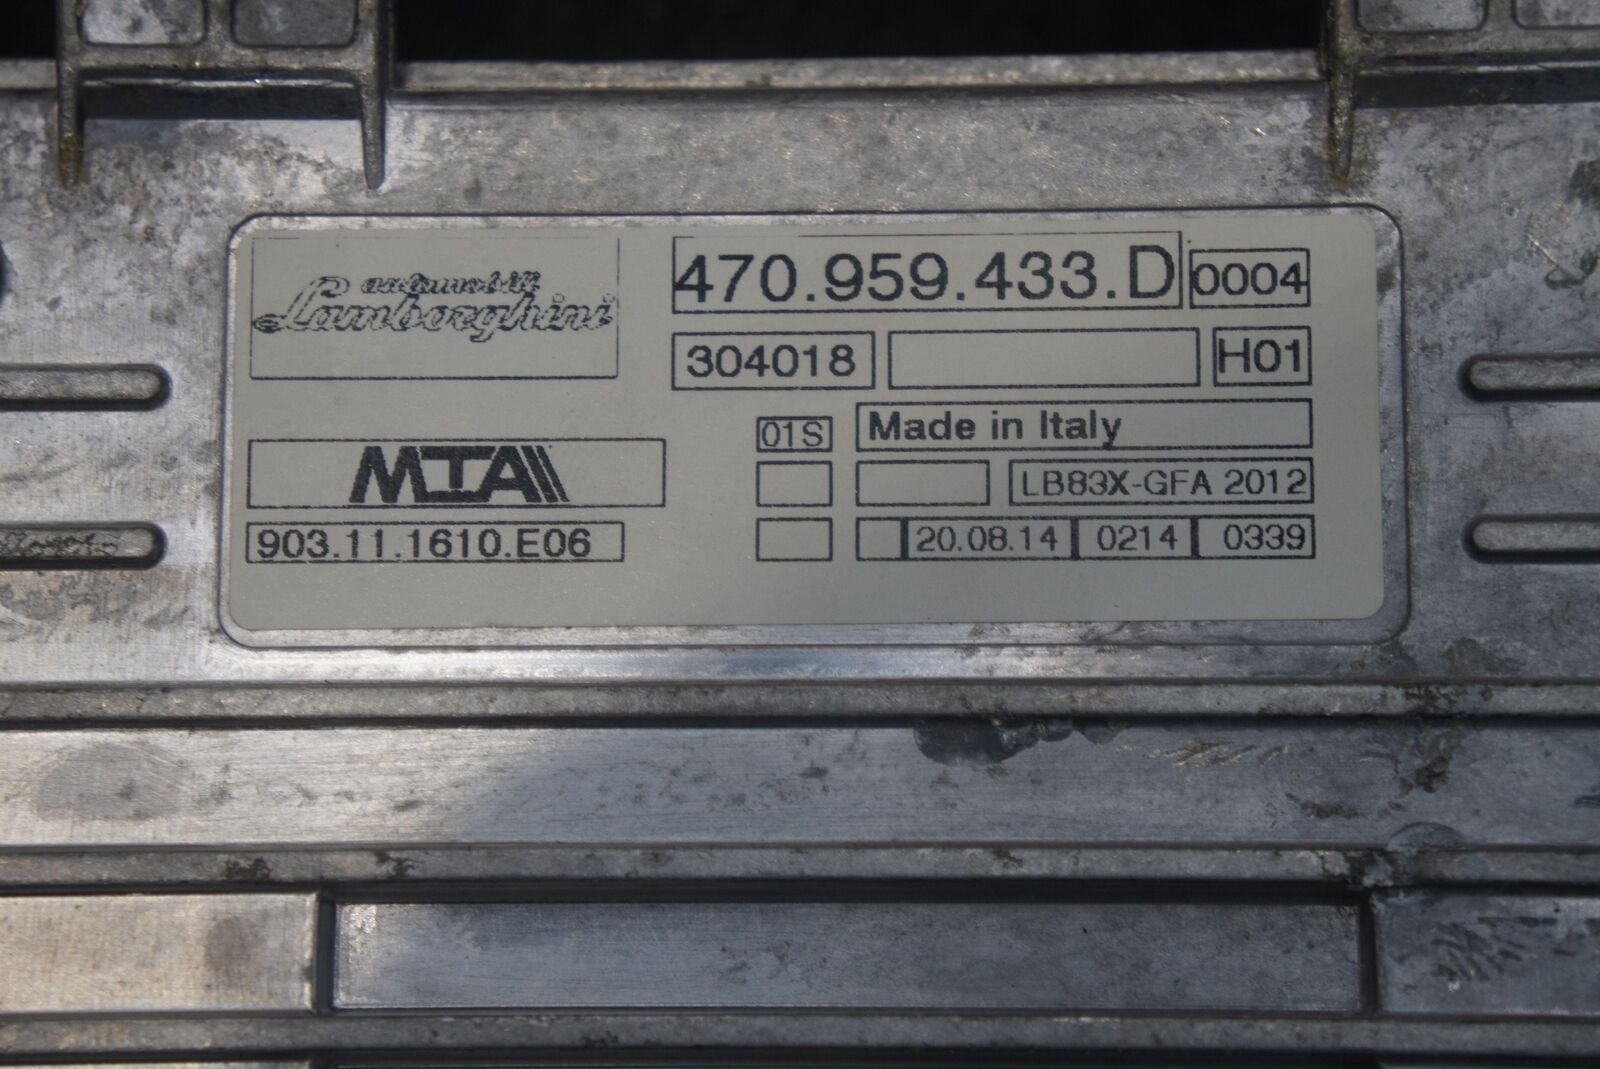 automobili
Lamborghini
470.959.433.D 0004
304018 H01
01S Made in Italy
MTA
LB83X-GFA 2012
903.11.1610.E06
20.08.14 0214 0339